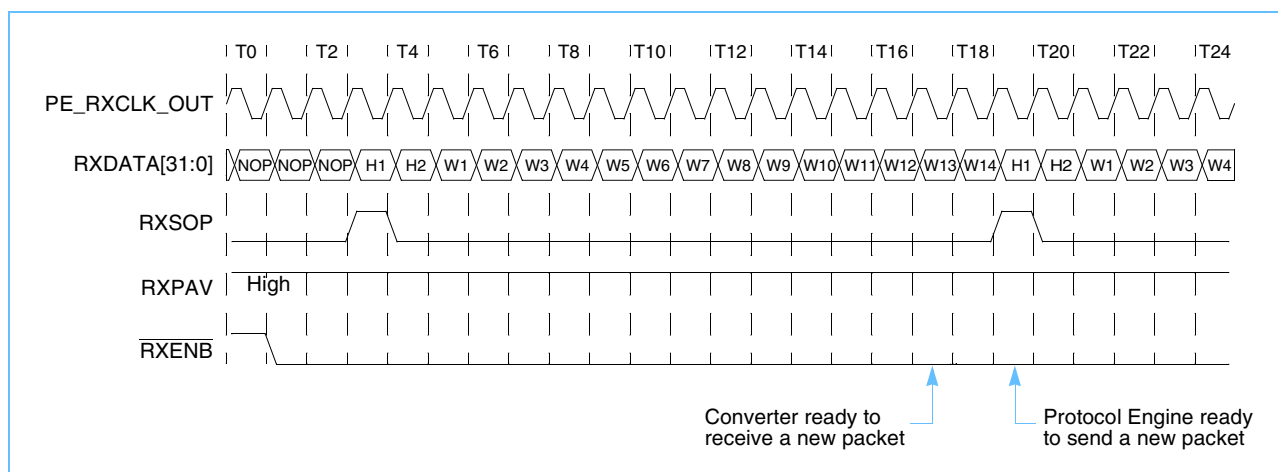 T0 T2 T4 T6 T8 T10 T12 T14 T16 T18 T20 T22 T24
PE_RXCLK_OUT
RXDATA[31:0] NOP NOP NOP H1 H2 W1 W2 W3 W4 W5 W6 W7 W8 W9 W10 W11 W12 W13 W14 H1 H2 W1 W2 W3 W4
RXSOP
RXPAV High
RXENB
Converter ready to
receive a new packet
Protocol Engine ready
to send a new packet